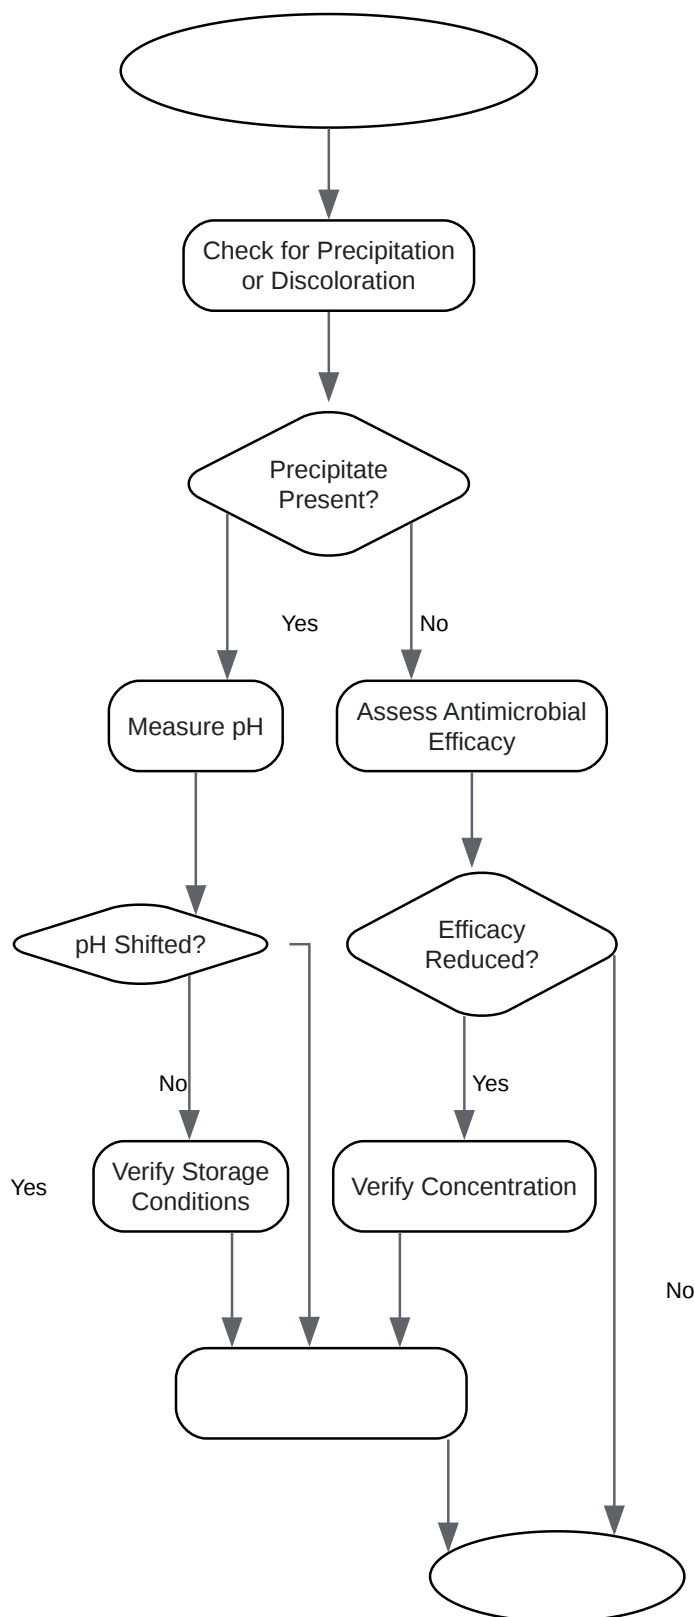 Check for Precipitation
or Discoloration
Precipitate
Present?
Yes
No
Measure pH
Assess Antimicrobial
Efficacy
pH Shifted?
Efficacy
Reduced?
No
Yes
Verify Storage
Conditions
Yes
Verify Concentration
No